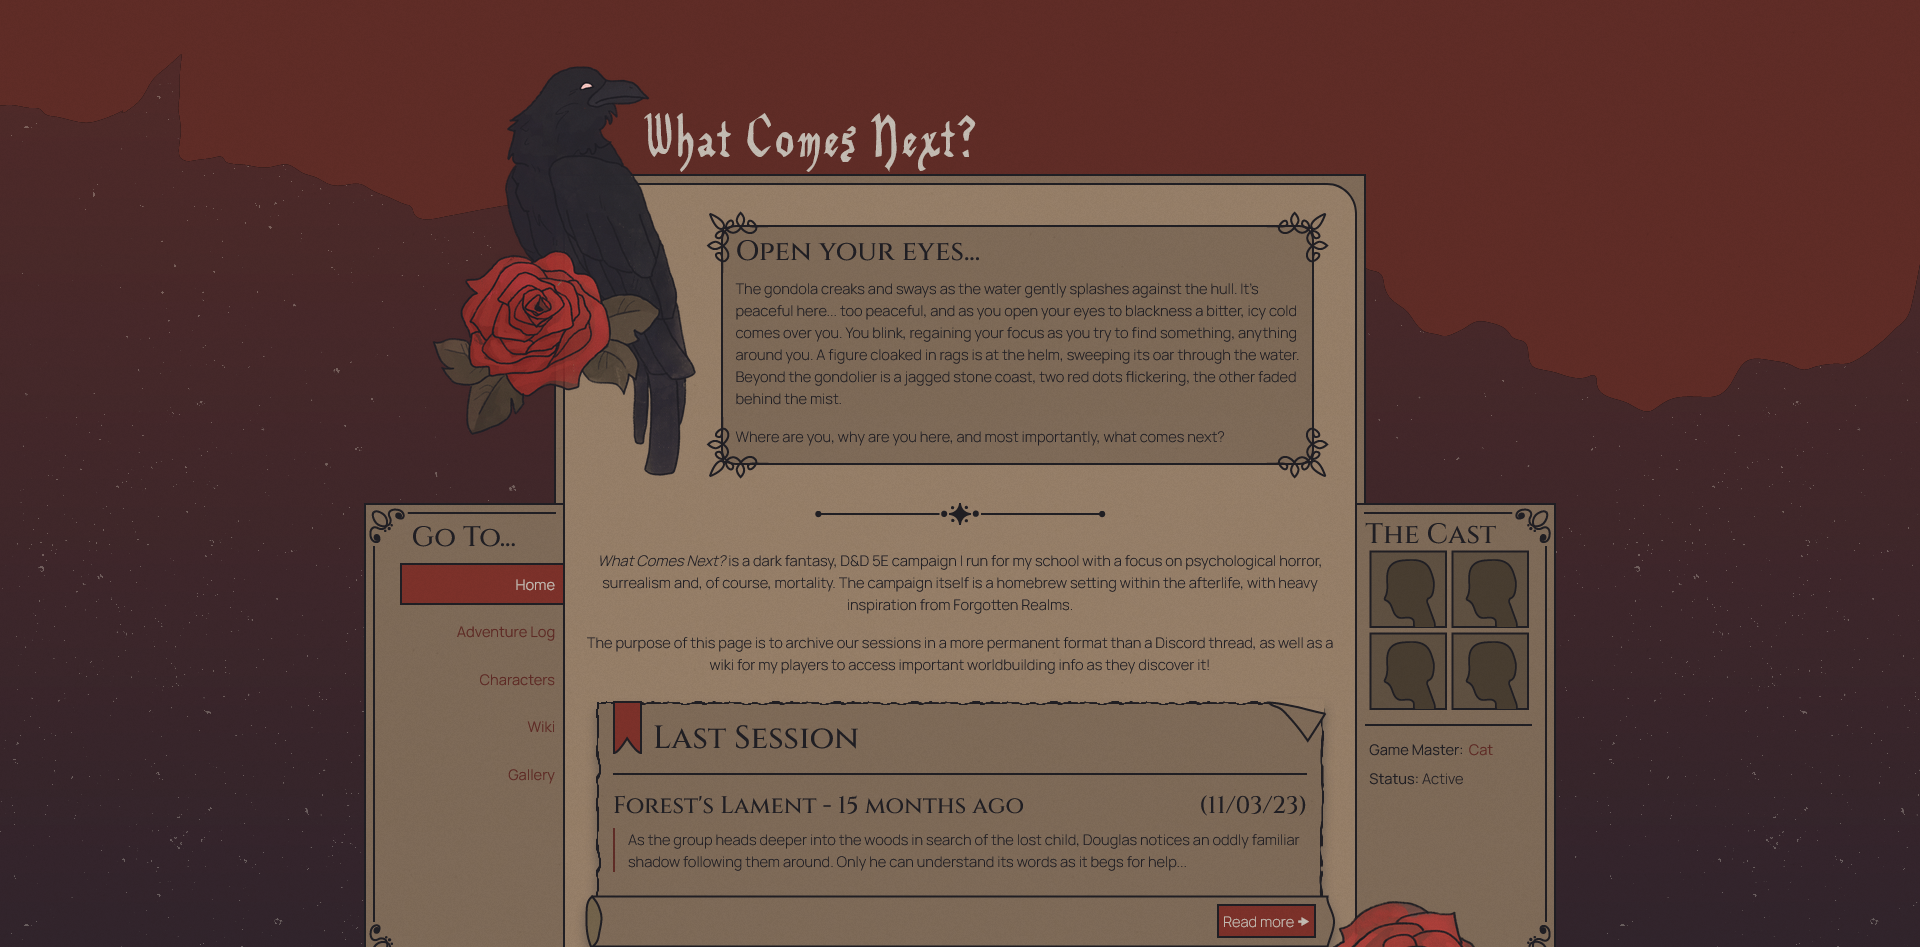 What Comes Next?
Open your eyes...
The gondola creaks and sways as the water gently splashes against the hull. It's
peaceful here... too peaceful, and as you open your eyes to blackness a bitter, icy cold
comes over you. You blink, regaining your focus as you try to find something, anything
around you. A figure cloaked in rags is at the helm, sweeping its oar through the water.
Beyond the gondolier is a jagged stone coast, two red dots flickering, the other faded
behind the mist.
Where are you, why are you here, and most importantly, what comes next?
Go To...
Home
Adventure Log
Characters
Wiki
Gallery
What Comes Next? is a dark fantasy, D&D 5E campaign I run for my school with a focus on psychological horror,
surrealism and, of course, mortality. The campaign itself is a homebrew setting within the afterlife, with heavy
inspiration from Forgotten Realms.
The purpose of this page is to archive our sessions in a more permanent format than a Discord thread, as well as a
wiki for my players to access important worldbuilding info as they discover it!
Last Session
Forest's Lament - 15 months ago (11/03/23)
As the group heads deeper into the woods in search of the lost child, Douglas notices an oddly familiar
shadow following them around. Only he can understand its words as it begs for help...
Read more
The Cast
Game Master: Cat
Status: Active